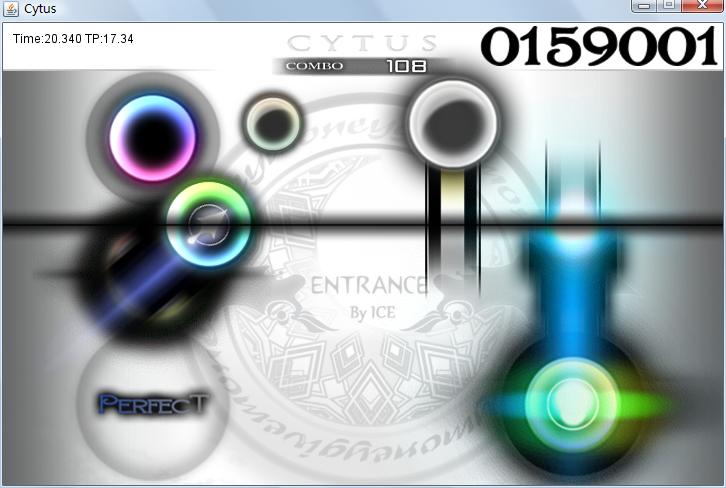 Cytus
Time:20.340 TP:17.34
CYTUS
COMBO 108
0159001
ENTRANCE
By ICE
PERFECT